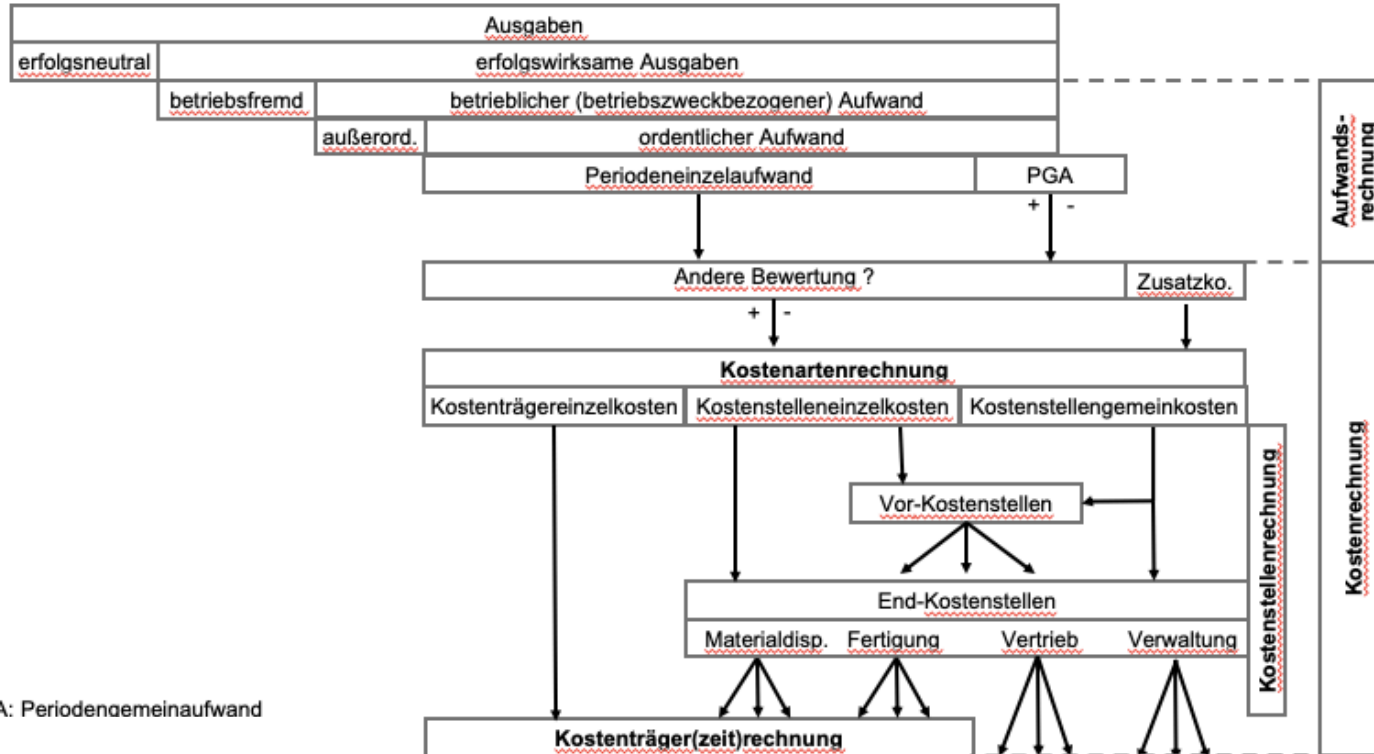 Ausgaben
erfolgsneutral erfolgswirksame Ausgaben
betriebsfremd betrieblicher (betriebszweckbezogener) Aufwand
außerord. ordentlicher Aufwand
Periodeneinzelaufwand PGA
+ -
Aufwands-
rechnung
Andere Bewertung ? Zusatzko.
+ -
Kostenartenrechnung
Kostenträgereinzelkosten Kostenstelleneinzelkosten Kostenstellengemeinkosten
Vor-Kostenstellen
End-Kostenstellen
Materialdisp. Fertigung Vertrieb Verwaltung
Kostenstellenrechnung
Kostenrechnung
A: Periodengemeinaufwand
Kostenträger(zeit)rechnung